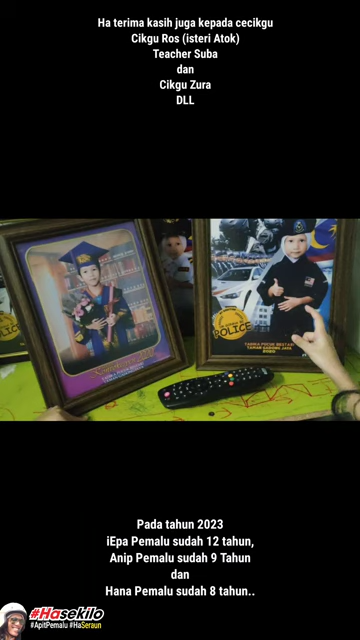 Ha terima kasih juga kepada cecikgu
Cikgu Ros (isteri Atok)
Teacher Suba
dan
Cikgu Zura
DLL
POLICE
Pada tahun 2023
iEpa Pemalu sudah 12 tahun,
Anip Pemalu sudah 9 Tahun
dan
Hana Pemalu sudah 8 tahun..
#Hasekilo
#ApitPemalu #HaSeraun